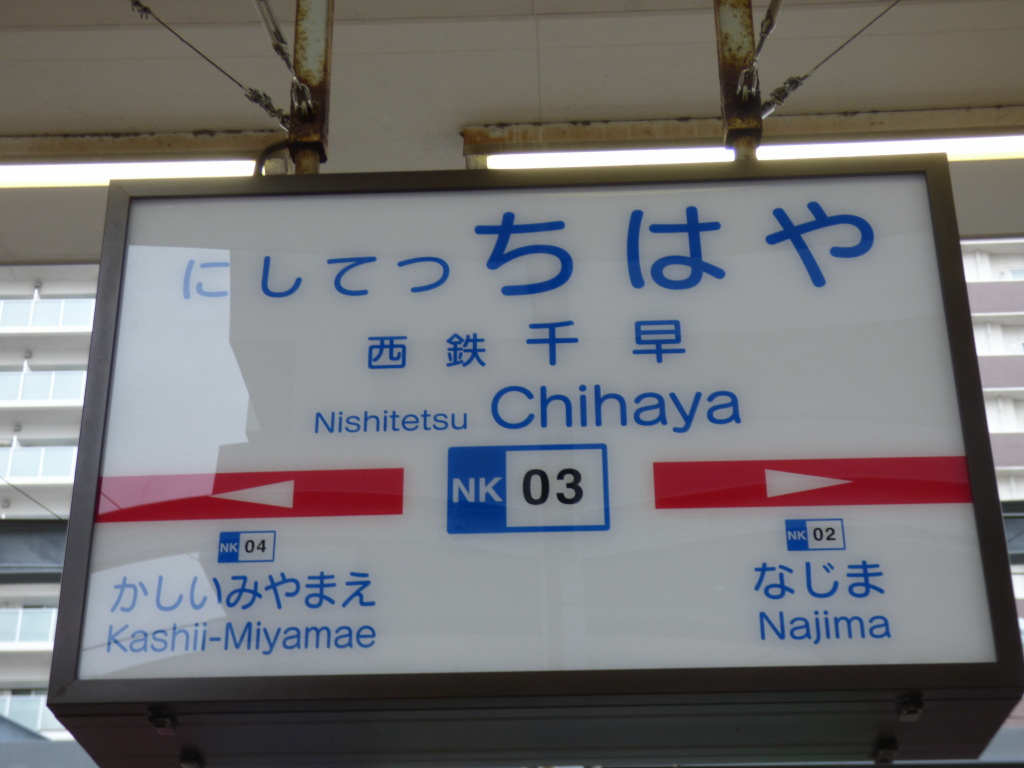 にしてつちはや
西鉄千早
Nishitetsu Chihaya
NK 03
NK 04
かしいみやまえ
Kashii-Miyamae
NK 02
なじま
Najima